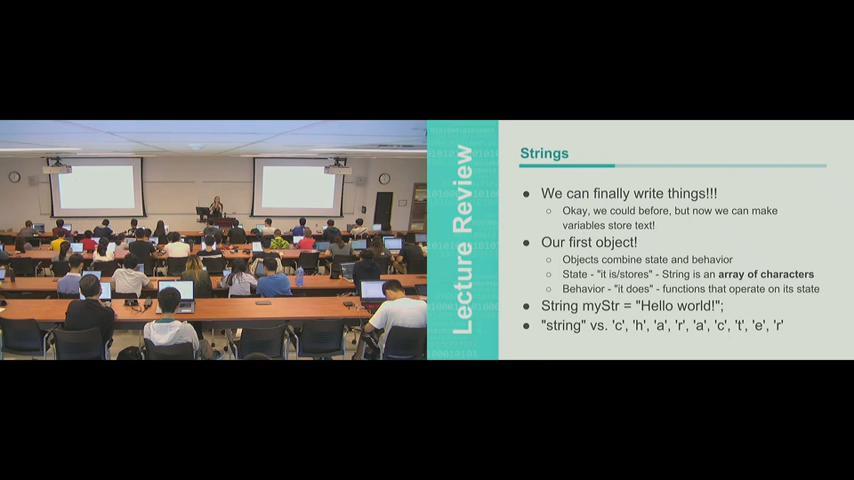 Lecture Review
Strings
We can finally write things!!!
Okay, we could before, but now we can make
variables store text!
Our first object!
Objects combine state and behavior
State - "it is/stores" - String is an array of characters
Behavior - "it does" - functions that operate on its state
String myStr = "Hello world!";
"string" vs. 'c', 'h', 'a', 'r', 'a', 'c', 't', 'e', 'r'